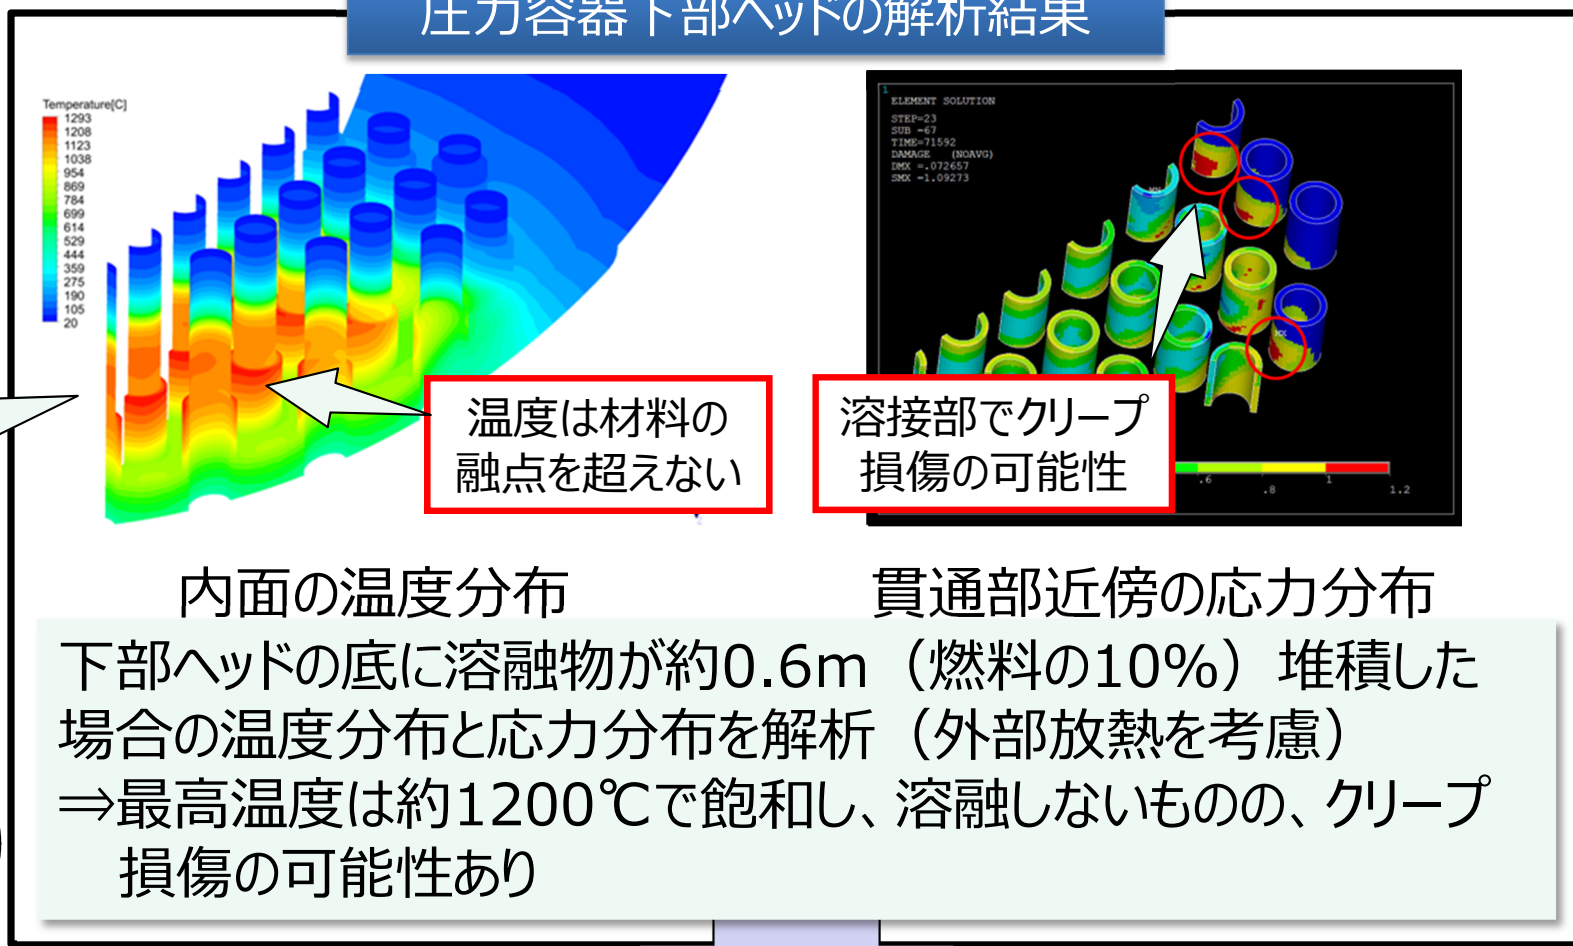 圧力容器下部ヘッドの解析結果
Temperature[C]
1293
1208
1123
1038
954
869
784
699
614
529
444
359
275
190
105
20
温度は材料の
融点を超えない
1
ELEMENT SOLUTION
STEP=23
SUB =67
TIME=71592
DAMAGE (NOAVG)
DMX =.072657
SMX =1.09273
MN
MX
溶接部でクリープ
損傷の可能性
.6
.8
1
1.2
z
内面の温度分布
貫通部近傍の応力分布
下部ヘッドの底に溶融物が約0.6m（燃料の10%）堆積した
場合の温度分布と応力分布を解析（外部放熱を考慮）
⇒最高温度は約1200℃で飽和し、溶融しないものの、クリープ
損傷の可能性あり